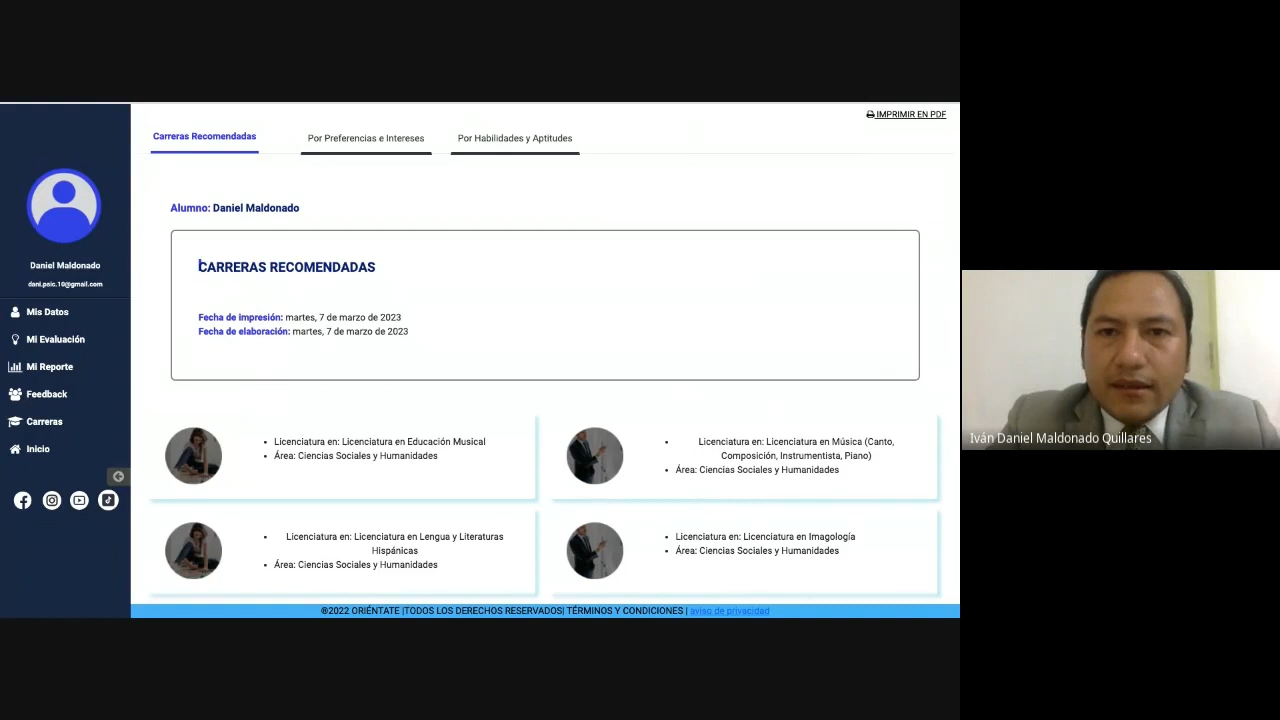 IMPRIMIR EN PDF
Carreras Recomendadas
Por Preferencias e Intereses
Por Habilidades y Aptitudes
Alumno: Daniel Maldonado
CARRERAS RECOMENDADAS
Fecha de impresión: martes, 7 de marzo de 2023
Fecha de elaboración: martes, 7 de marzo de 2023
Daniel Maldonado
dani.psic.10@gmail.com
Mis Datos
Mi Evaluación
Mi Reporte
Feedback
Carreras
Inicio
Licenciatura en: Licenciatura en Educación Musical
Área: Ciencias Sociales y Humanidades
Licenciatura en: Licenciatura en Música (Canto,
Composición, Instrumentista, Piano)
Área: Ciencias Sociales y Humanidades
Licenciatura en: Licenciatura en Lengua y Literaturas
Hispánicas
Área: Ciencias Sociales y Humanidades
Licenciatura en: Licenciatura en Imagología
Área: Ciencias Sociales y Humanidades
®2022 ORIÉNTATE |TODOS LOS DERECHOS RESERVADOS| TÉRMINOS Y CONDICIONES | aviso de privacidad
Iván Daniel Maldonado Quillares